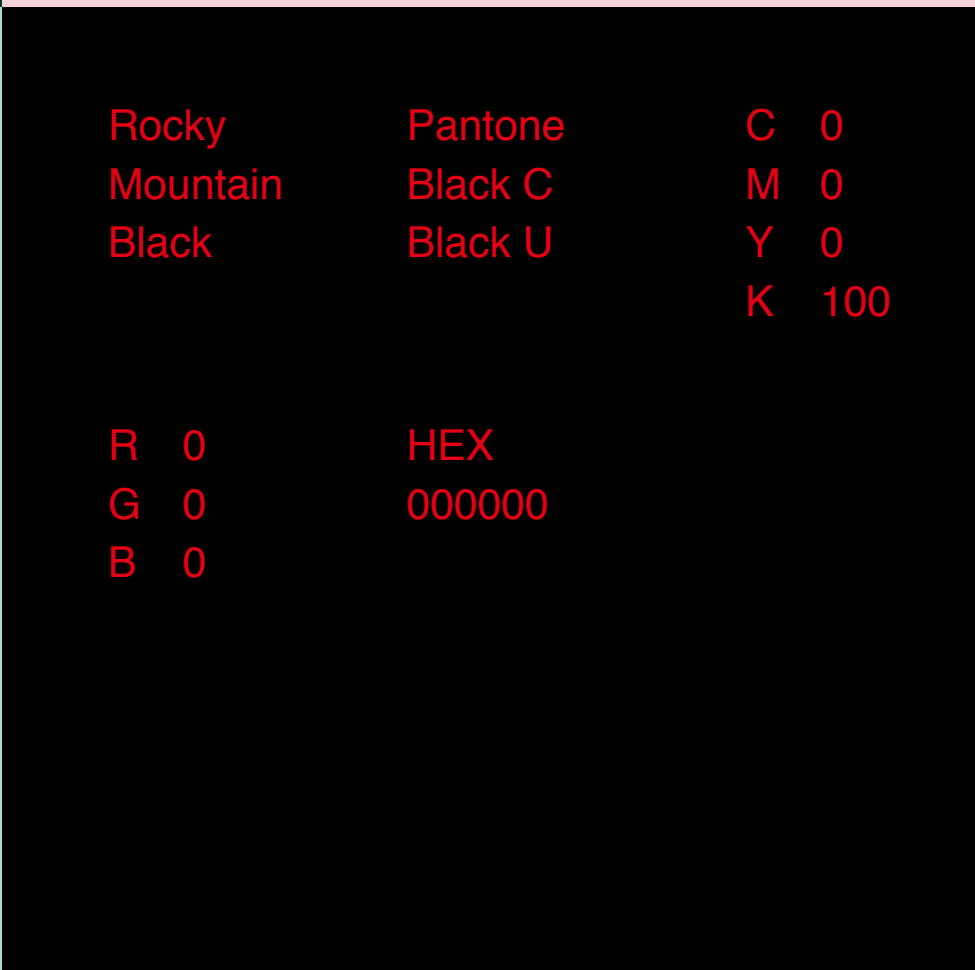 Rocky
Mountain
Black
Pantone
Black C
Black U
C 0
M 0
Y 0
K 100
R 0
G 0
B 0
HEX
000000